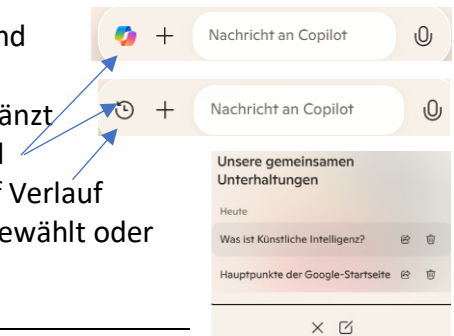 nd
Nachricht an Copilot
änzt
Nachricht an Copilot
d
f Verlauf
ewählt oder
Unsere gemeinsamen
Unterhaltungen
Heute
Was ist Künstliche Intelligenz?
Hauptpunkte der Google-Startseite